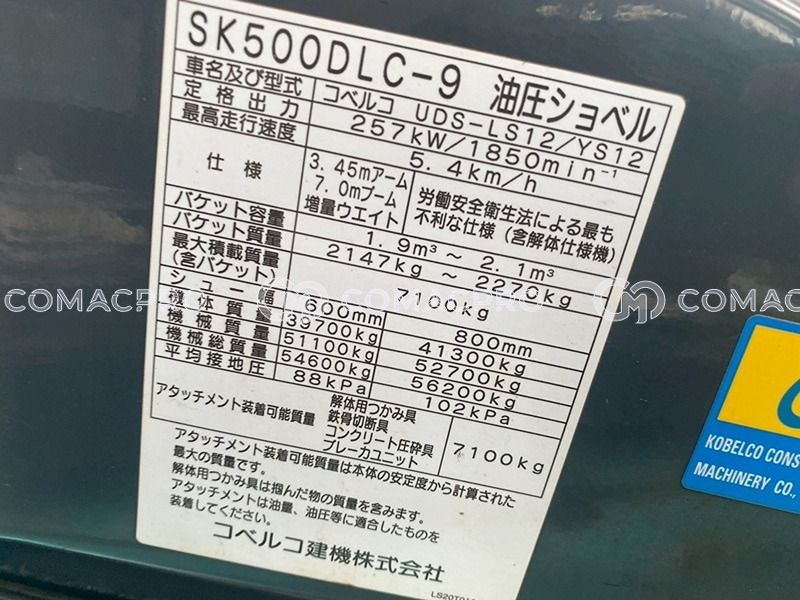 SK500DLC-9 油圧ショベル
車名及び型式 コベルコ UDS-LS12/YS12
定格出力 257kW/1850min⁻¹
最高走行速度 5.4km/h
仕様 3.45mアーム 7.0mブーム 増量ウエイト 労働安全衛生法による最も不利な仕様(含解体仕様機)
バケット容量 1.9m³ ~ 2.1m³
バケット質量 2147kg ~ 2270kg
最大積載質量(含バケット) 7100kg
シュー幅 600mm 800mm
機体質量 39700kg 41300kg
機械質量 51100kg 52700kg
機械総質量 54600kg 56200kg
平均接地圧 88kPa 102kPa
アタッチメント装着可能質量 解体用つかみ具 鉄骨切断具 コンクリート圧砕具 ブレーカユニット 7100kg
アタッチメント装着可能質量は本体の安定度から計算された
最大の質量です。
解体用つかみ具は掴んだ物の質量を含みます。
アタッチメントは油量、油圧等に適合したものを
装着してください。
コベルコ建機株式会社
KOBELCO CONS
MACHINERY CO.,
COMACPRO COMACPRO COMAC